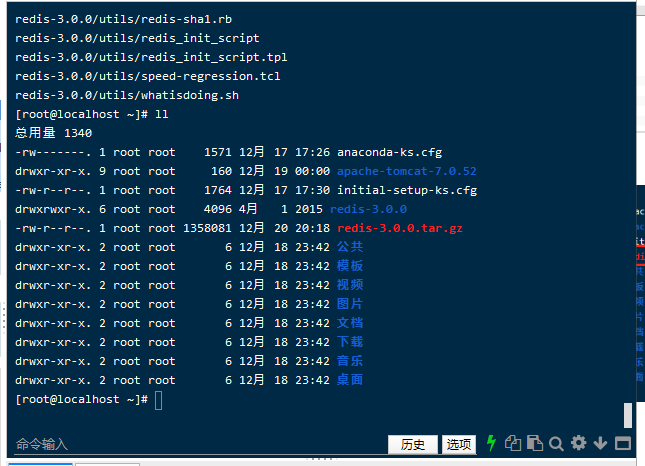 redis-3.0.0/utils/redis-sha1.rb
redis-3.0.0/utils/redis_init_script
redis-3.0.0/utils/redis_init_script.tpl
redis-3.0.0/utils/speed-regression.tcl
redis-3.0.0/utils/whatisdoing.sh
[root@localhost ~]# ll
总用量 1340
-rw-------. 1 root root    1571 12月 17 17:26 anaconda-ks.cfg
drwxr-xr-x. 9 root root     160 12月 19 00:00 apache-tomcat-7.0.52
-rw-r--r--. 1 root root    1764 12月 17 17:30 initial-setup-ks.cfg
drwxrwxr-x. 6 root root    4096 4月   1 2015 redis-3.0.0
-rw-r--r--. 1 root root 1358081 12月 20 20:18 redis-3.0.0.tar.gz
drwxr-xr-x. 2 root root       6 12月 18 23:42 公共
drwxr-xr-x. 2 root root       6 12月 18 23:42 模板
drwxr-xr-x. 2 root root       6 12月 18 23:42 视频
drwxr-xr-x. 2 root root       6 12月 18 23:42 图片
drwxr-xr-x. 2 root root       6 12月 18 23:42 文档
drwxr-xr-x. 2 root root       6 12月 18 23:42 下载
drwxr-xr-x. 2 root root       6 12月 18 23:42 音乐
drwxr-xr-x. 2 root root       6 12月 18 23:42 桌面
[root@localhost ~]#
命令输入 历史 选项